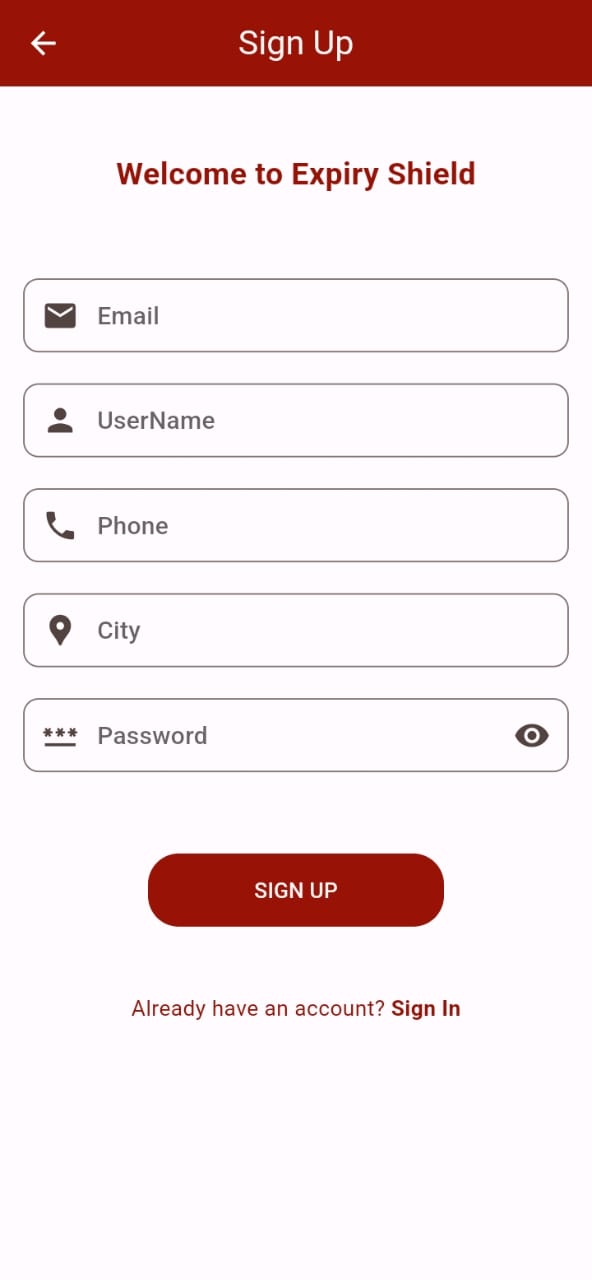 Sign Up
Welcome to Expiry Shield
Email
UserName
Phone
City
Password
SIGN UP
Already have an account? Sign In